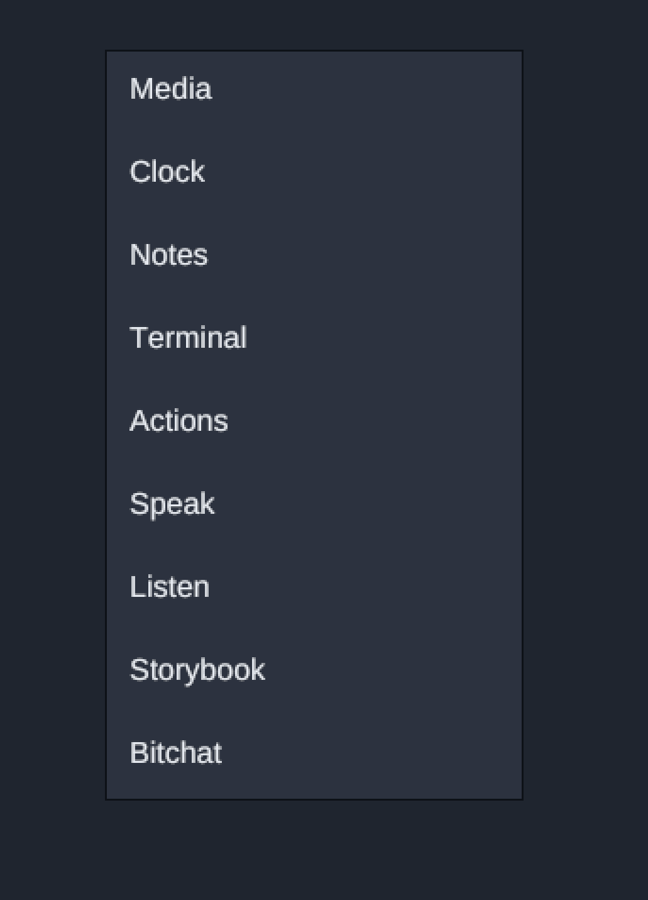 Media
Clock
Notes
Terminal
Actions
Speak
Listen
Storybook
Bitchat